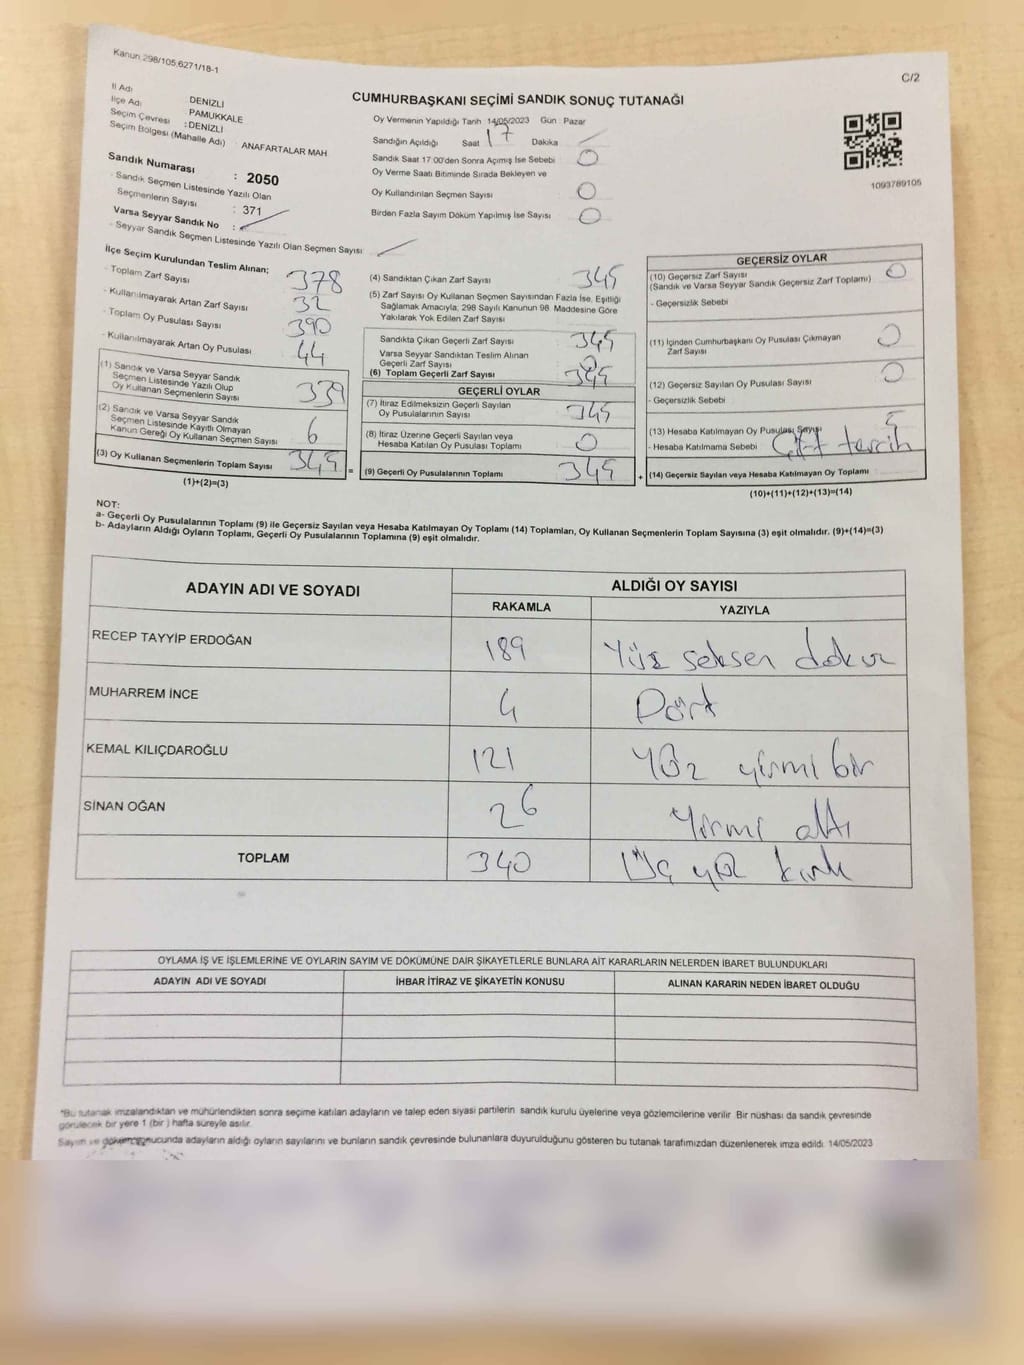 Kanun 298/105,6271/18-1
C/2
CUMHURBAŞKANI SEÇİMİ SANDIK SONUÇ TUTANAĞI
İl Adı : DENİZLİ
İlçe Adı : PAMUKKALE
Seçim Çevresi : DENİZLİ
Seçim Bölgesi (Mahalle Adı) : ANAFARTALAR MAH
Sandık Numarası : 2050
- Sandık Seçmen Listesinde Yazılı Olan
Seçmenlerin Sayısı : 371
Varsa Seyyar Sandık No :
- Seyyar Sandık Seçmen Listesinde Yazılı Olan Seçmen Sayısı
Oy Vermenin Yapıldığı Tarih 14/05/2023 Gün : Pazar
Sandığın Açıldığı Saat 17 Dakika
Sandık Saat 17:00'den Sonra Açımış İse Sebebi 0
Oy Verme Saati Bitiminde Sırada Bekleyen ve
Oy Kullandırılan Seçmen Sayısı 0
Birden Fazla Sayım Döküm Yapılmış İse Sayısı 0
1093789105
İlçe Seçim Kurulundan Teslim Alınan;
- Toplam Zarf Sayısı 378
- Kullanılmayarak Artan Zarf Sayısı 32
- Toplam Oy Pusulası Sayısı 390
- Kullanılmayarak Artan Oy Pusulası 44
(1) Sandık ve Varsa Seyyar Sandık
Seçmen Listesinde Yazılı Olup
Oy Kullanan Seçmenlerin Sayısı 339
(2) Sandık ve Varsa Seyyar Sandık
Seçmen Listesinde Kayıtlı Olmayan
Kanun Gereği Oy Kullanan Seçmen Sayısı 6
(3) Oy Kullanan Seçmenlerin Toplam Sayısı 345 =
(1)+(2)=(3)
(4) Sandıktan Çıkan Zarf Sayısı 345
(5) Zarf Sayısı Oy Kullanan Seçmen Sayısından Fazla İse, Eşitliği
Sağlamak Amacıyla, 298 Sayılı Kanunun 98. Maddesine Göre
Yakılarak Yok Edilen Zarf Sayısı
Sandıkta Çıkan Geçerli Zarf Sayısı 345
Varsa Seyyar Sandıktan Teslim Alınan
Geçerli Zarf Sayısı 0
(6) Toplam Geçerli Zarf Sayısı 345
GEÇERLİ OYLAR
(7) İtiraz Edilmeksizin Geçerli Sayılan
Oy Pusulalarının Sayısı 345
(8) İtiraz Üzerine Geçerli Sayılan veya
Hesaba Katılan Oy Pusulası Toplamı 0
(9) Geçerli Oy Pusulalarının Toplamı 345 +
GEÇERSİZ OYLAR
(10) Geçersiz Zarf Sayısı 0
(Sandık ve Varsa Seyyar Sandık Geçersiz Zarf Toplamı)
- Geçersizlik Sebebi
(11) İçinden Cumhurbaşkanı Oy Pusulası Çıkmayan 0
Zarf Sayısı
(12) Geçersiz Sayılan Oy Pusulası Sayısı 0
- Geçersizlik Sebebi
(13) Hesaba Katılmayan Oy Pusulası Sayısı 5
- Hesaba Katılmama Sebebi Çift tercih
(14) Geçersiz Sayılan veya Hesaba Katılmayan Oy Toplamı
(10)+(11)+(12)+(13)=(14)
NOT:
a- Geçerli Oy Pusulalarının Toplamı (9) ile Geçersiz Sayılan veya Hesaba Katılmayan Oy Toplamı (14) Toplamları, Oy Kullanan Seçmenlerin Toplam Sayısına (3) eşit olmalıdır. (9)+(14)=(3)
b- Adayların Aldığı Oyların Toplamı, Geçerli Oy Pusulalarının Toplamına (9) eşit olmalıdır.
ADAYIN ADI VE SOYADI ALDIĞI OY SAYISI
RAKAMLA YAZIYLA
RECEP TAYYİP ERDOĞAN 189 Yüz seksen dokuz
MUHARREM İNCE 4 Dört
KEMAL KILIÇDAROĞLU 121 Yüz yirmi bir
SİNAN OĞAN 26 Yirmi altı
TOPLAM 340 Üç yüz kırk
OYLAMA İŞ VE İŞLEMLERİNE VE OYLARIN SAYIM VE DÖKÜMÜNE DAİR ŞİKAYETLERLE BUNLARA AİT KARARLARIN NELERDEN İBARET BULUNDUKLARI
ADAYIN ADI VE SOYADI İHBAR İTİRAZ VE ŞİKAYETİN KONUSU ALINAN KARARIN NEDEN İBARET OLDUĞU
*Bu tutanak imzalandıktan ve mühürlendikten sonra seçime katılan adayların ve talep eden siyasi partilerin sandık kurulu üyelerine veya gözlemcilerine verilir. Bir nüshası da sandık çevresinde
görülecek bir yere 1 (bir ) hafta süreyle asılır.
Sayım ve döküm sonucunda adayların aldığı oyların sayılarını ve bunların sandık çevresinde bulunanlara duyurulduğunu gösteren bu tutanak tarafımızdan düzenlenerek imza edildi. 14/05/2023